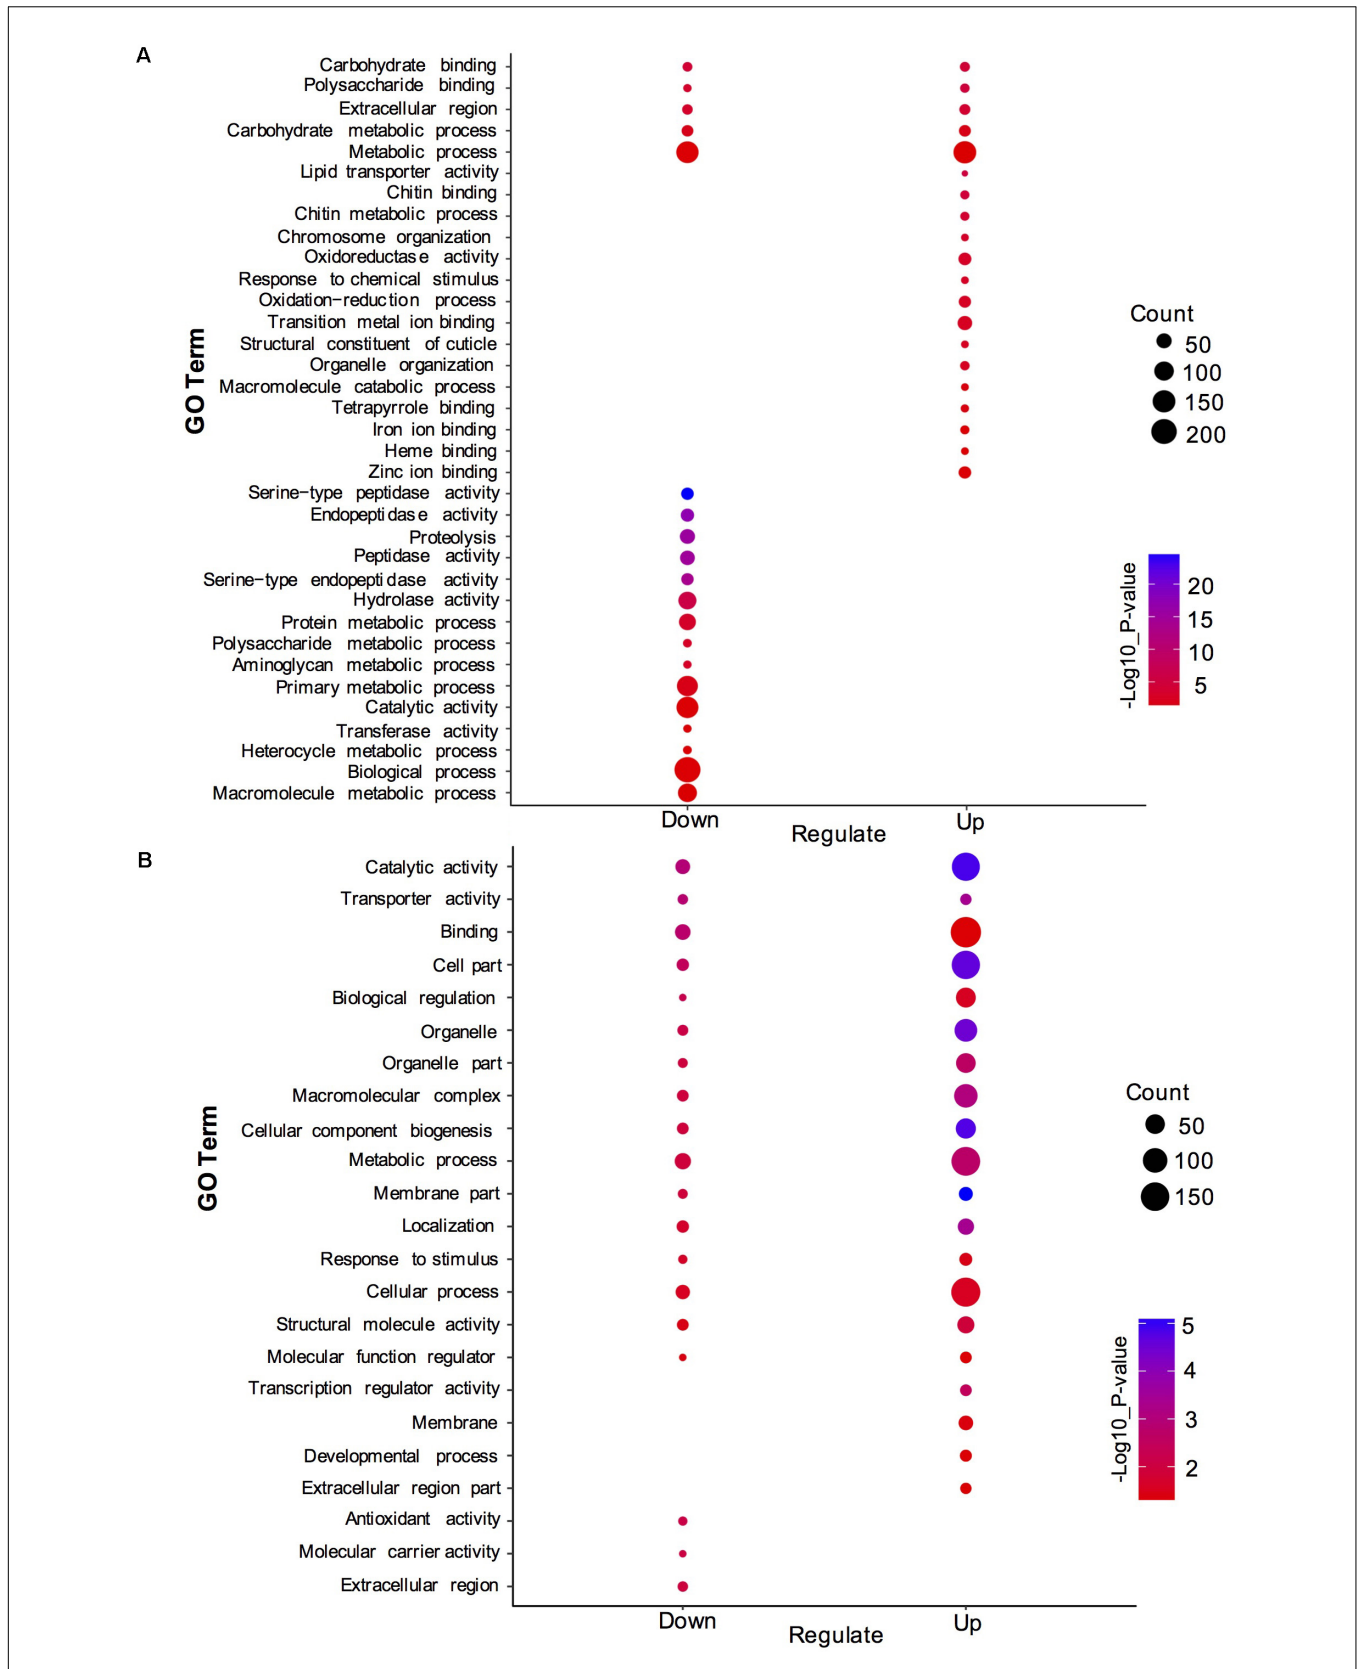 A
Carbohydrate binding
Polysaccharide binding
Extracellular region
Carbohydrate metabolic process
Metabolic process
Lipid transporter activity
Chitin binding
Chitin metabolic process
Chromosome organization
Oxidoreductase activity
Response to chemical stimulus
Oxidation−reduction process
Transition metal ion binding
Structural constituent of cuticle
Organelle organization
Macromolecule catabolic process
Tetrapyrrole binding
Iron ion binding
Heme binding
Zinc ion binding
Serine−type peptidase activity
Endopeptidase activity
Proteolysis
Peptidase activity
Serine−type endopeptidase activity
Hydrolase activity
Protein metabolic process
Polysaccharide metabolic process
Aminoglycan metabolic process
Primary metabolic process
Catalytic activity
Transferase activity
Heterocycle metabolic process
Biological process
Macromolecule metabolic process
GO Term
Down
Up
Regulate
Count
50
100
150
200
-Log10_P-value
20
15
10
5
B
Catalytic activity
Transporter activity
Binding
Cell part
Biological regulation
Organelle
Organelle part
Macromolecular complex
Cellular component biogenesis
Metabolic process
Membrane part
Localization
Response to stimulus
Cellular process
Structural molecule activity
Molecular function regulator
Transcription regulator activity
Membrane
Developmental process
Extracellular region part
Antioxidant activity
Molecular carrier activity
Extracellular region
GO Term
Down
Up
Regulate
Count
50
100
150
-Log10_P-value
5
4
3
2